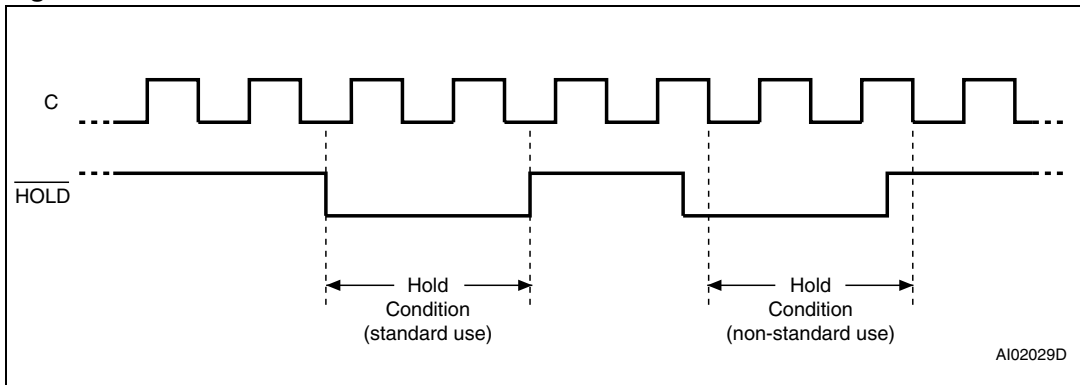 C
HOLD
Hold
Condition
(standard use)
Hold
Condition
(non-standard use)
AI02029D